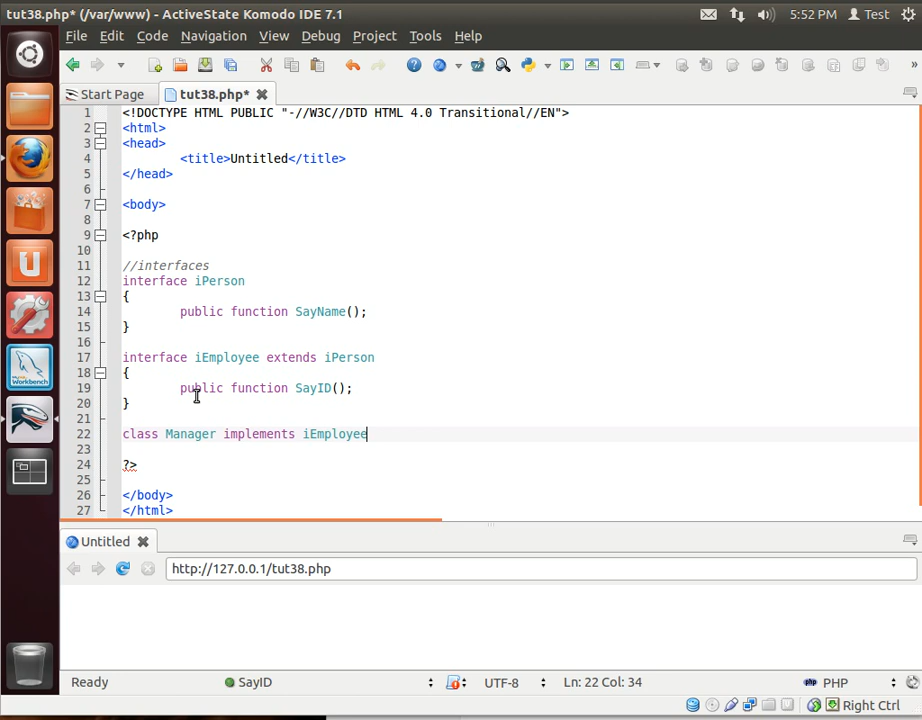 tut38.php* (/var/www) - ActiveState Komodo IDE 7.1
5:52 PM Test
File Edit Code Navigation View Debug Project Tools Help
Start Page tut38.php*
1 <!DOCTYPE HTML PUBLIC "-//W3C//DTD HTML 4.0 Transitional//EN">
2 <html>
3 <head>
4 <title>Untitled</title>
5 </head>
6
7 <body>
8
9 <?php
10
11 //interfaces
12 interface iPerson
13 {
14 public function SayName();
15 }
16
17 interface iEmployee extends iPerson
18 {
19 public function SayID();
20 }
21
22 class Manager implements iEmployee
23
24 ?>
25
26 </body>
27 </html>
Untitled
http://127.0.0.1/tut38.php
Ready SayID UTF-8 Ln: 22 Col: 34 php PHP
Right Ctrl